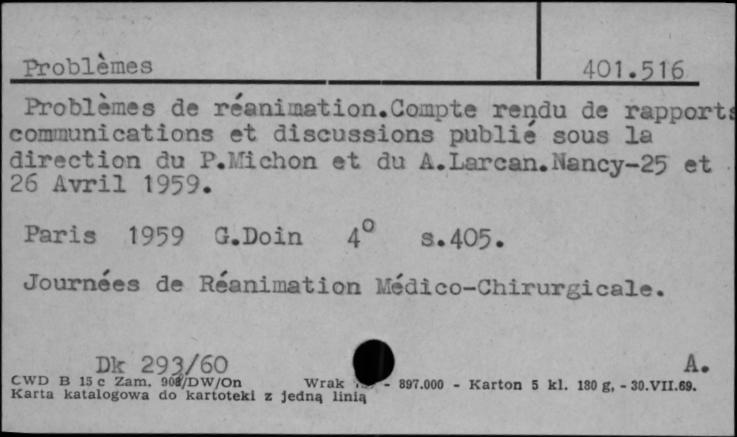 Problèmes 401.516
Problèmes de réanimation.Compte rendu de rapports
communications et discussions publié sous la
direction du P.Michon et du A.Larcan.Nancy-25 et
26 Avril 1959.
Paris 1959 G.Doin 4° s.405.
Journées de Réanimation Médico-Chirurgicale.
Dk 293/60 A.
CWD B 15 c Zam. /DW/On Wrak - 897.000 - Karton 5 kl. 180 g. - 30.VII.69.
Karta katalogowa do kartoteki z jedną linią